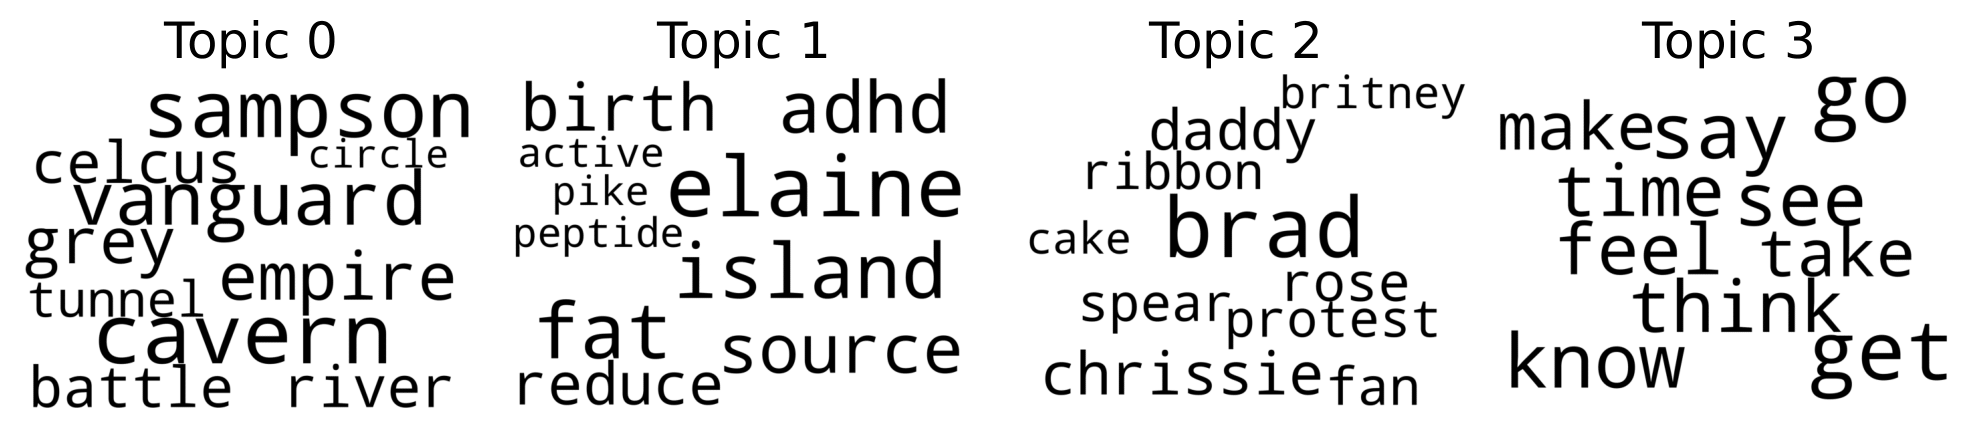 Topic 0
sampson
celcus circle
vanguard
grey
empire
tunnel
cavern
battle river
Topic 1
birth adhd
active
pike elaine
peptide
island
fat
source
reduce
Topic 2
britney
daddy
ribbon
brad
cake
rose
spear protest
chrissie fan
Topic 3
go
make say
time see
feel take
think
know get